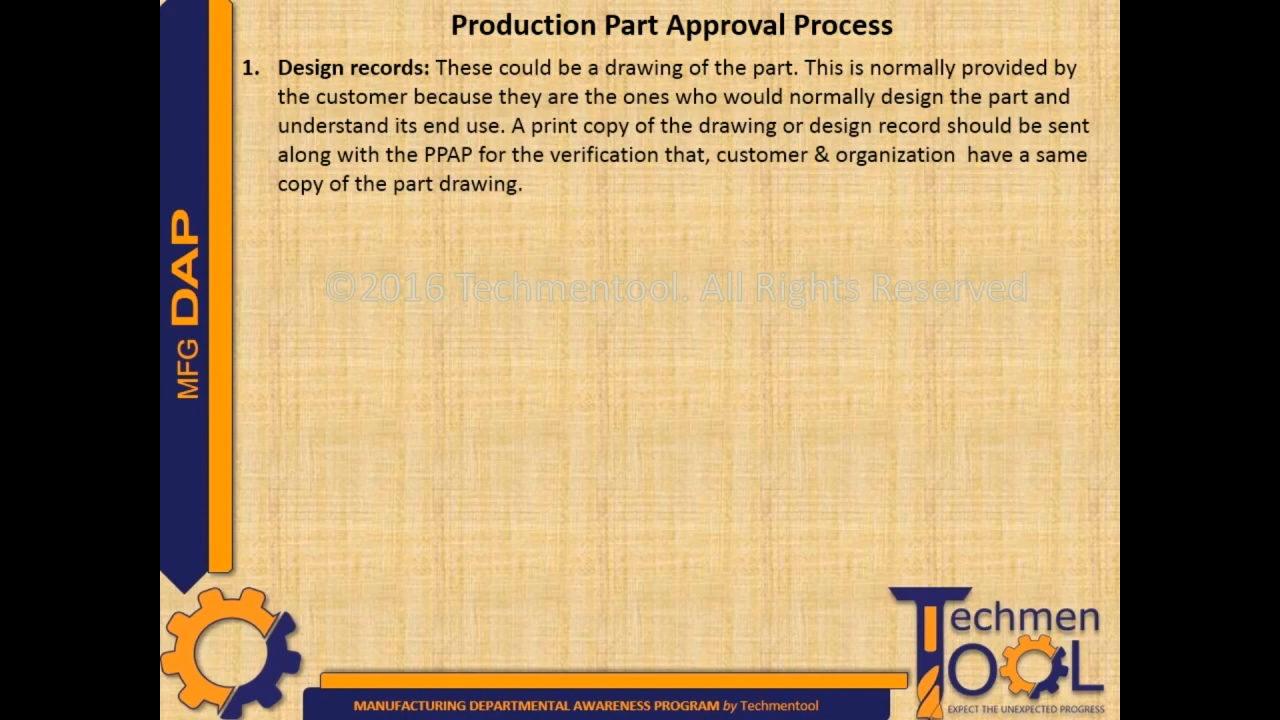 Production Part Approval Process
1. Design records: These could be a drawing of the part. This is normally provided by
the customer because they are the ones who would normally design the part and
understand its end use. A print copy of the drawing or design record should be sent
along with the PPAP for the verification that, customer & organization  have a same
copy of the part drawing.
MFG DAP
©2016 Techmentool. All Rights Reserved
Techmen
TOOL
EXPECT THE UNEXPECTED PROGRESS
MANUFACTURING DEPARTMENTAL AWARENESS PROGRAM by Techmentool